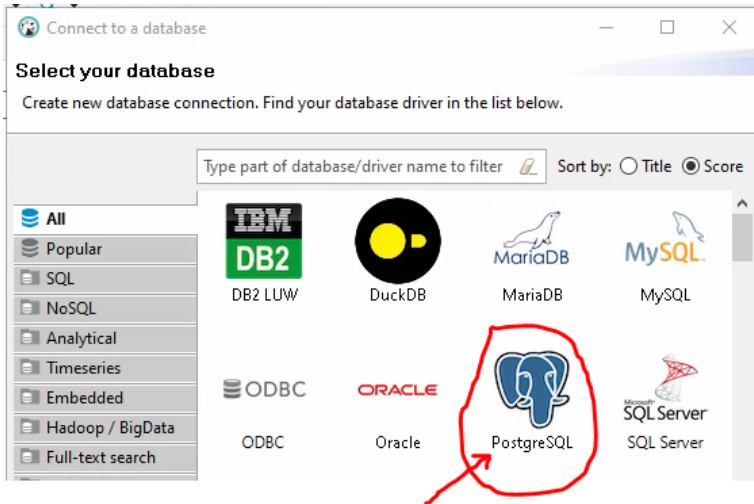 Connect to a database
Select your database
Create new database connection. Find your database driver in the list below.
Type part of database/driver name to filter
Sort by: Title Score
All
Popular
SQL
NoSQL
Analytical
Timeseries
Embedded
Hadoop / BigData
Full-text search
IBM
DB2
DB2 LUW
DuckDB
MariaDB
MariaDB
MySQL
MySQL
ODBC
ODBC
ORACLE
Oracle
PostgreSQL
Microsoft
SQL Server
SQL Server